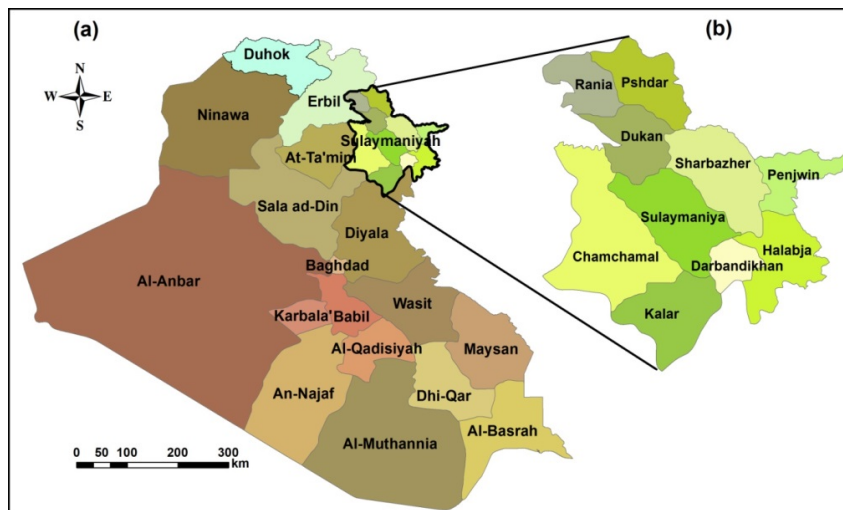 (a)
N
W E
S
Duhok
Ninawa
Erbil
At-Ta'mim
Sulaymaniyah
Sala ad-Din
Diyala
Al-Anbar
Baghdad
Wasit
Karbala'
Babil
Al-Qadisiyah
Maysan
An-Najaf
Dhi-Qar
Al-Muthannia
Al-Basrah
0 50 100 200 300
km
(b)
Rania
Pshdar
Dukan
Sharbazher
Penjwin
Sulaymaniya
Chamchamal
Halabja
Darbandikhan
Kalar